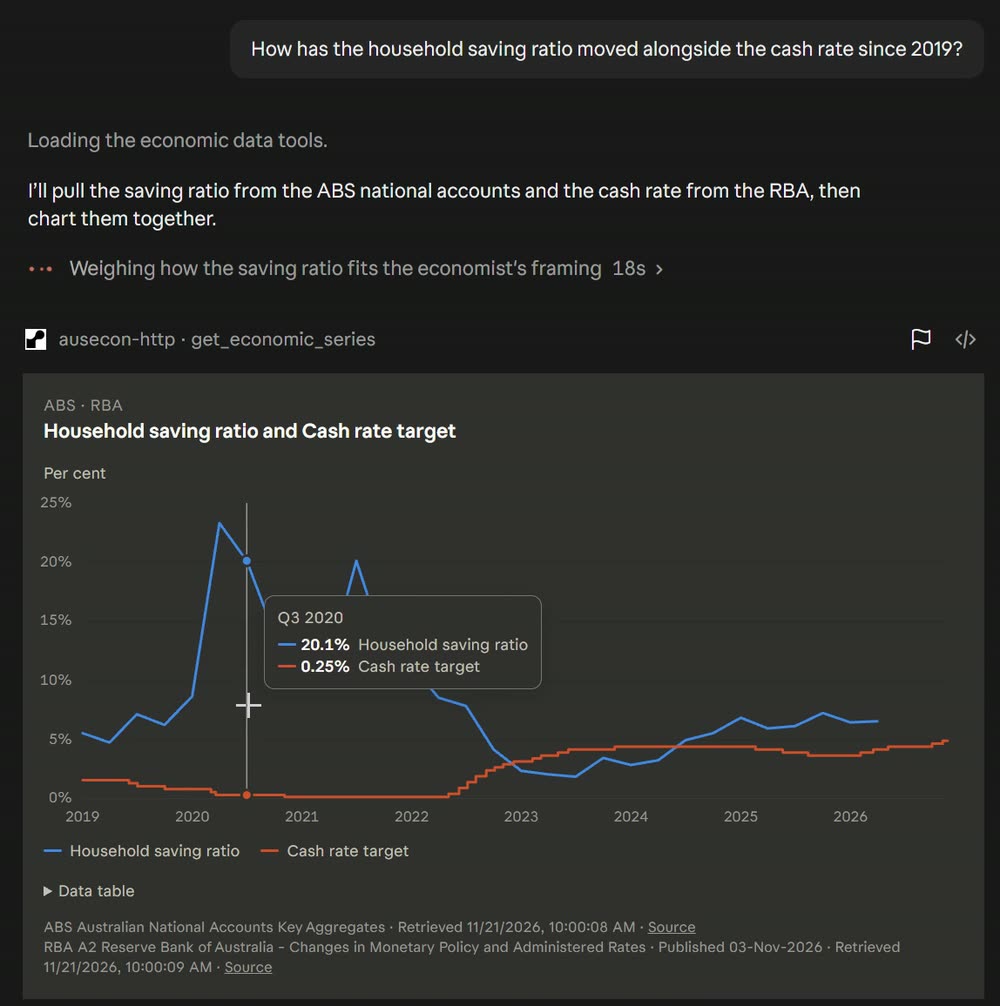 How has the household saving ratio moved alongside the cash rate since 2019?
Loading the economic data tools.
I'll pull the saving ratio from the ABS national accounts and the cash rate from the RBA, then
chart them together.
Weighing how the saving ratio fits the economist's framing 18s >
ausecon-http · get_economic_series
</>
ABS · RBA
Household saving ratio and Cash rate target
Per cent
25%
20%
15%
10%
5%
0%
Q3 2020
20.1% Household saving ratio
0.25% Cash rate target
2019 2020 2021 2022 2023 2024 2025 2026
Household saving ratio Cash rate target
Data table
ABS Australian National Accounts Key Aggregates · Retrieved 11/21/2026, 10:00:08 AM · Source
RBA A2 Reserve Bank of Australia – Changes in Monetary Policy and Administered Rates · Published 03-Nov-2026 · Retrieved
11/21/2026, 10:00:09 AM · Source